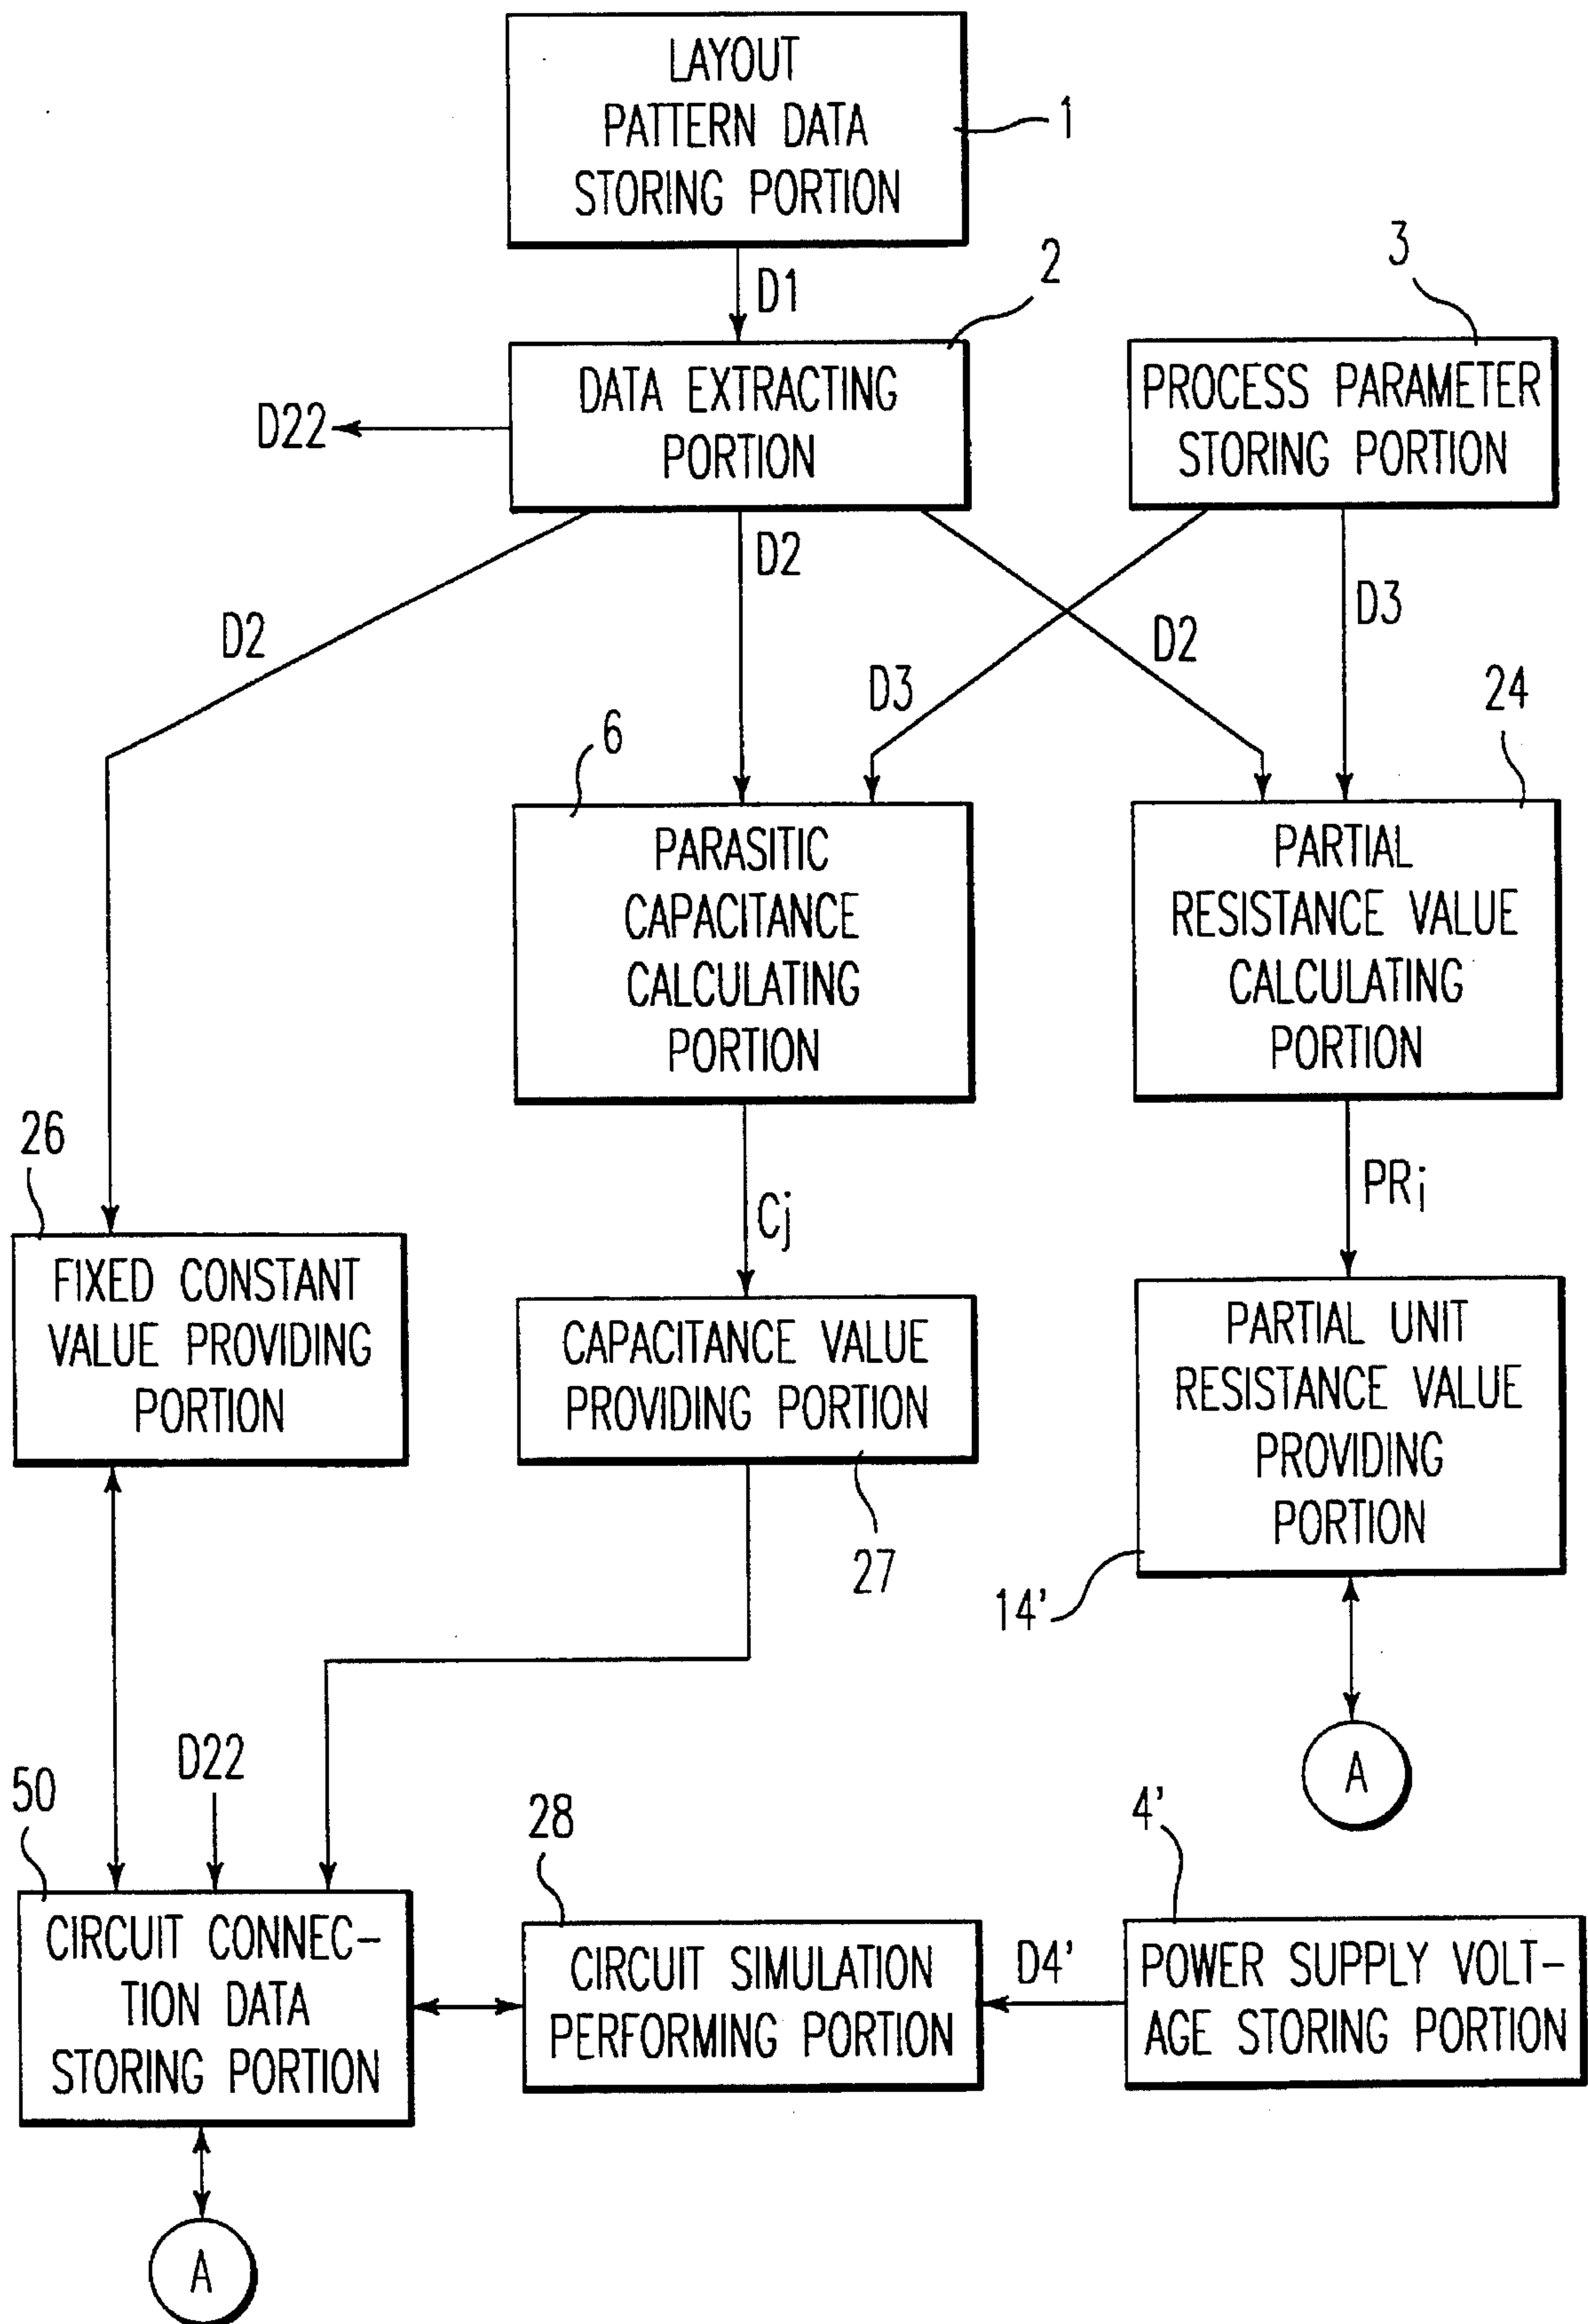 LAYOUT
PATTERN DATA
STORING PORTION
1
D1
2
3
DATA EXTRACTING
PORTION
PROCESS PARAMETER
STORING PORTION
D22
D2
D2
D3
D2
D3
6
24
PARASITIC
CAPACITANCE
CALCULATING
PORTION
PARTIAL
RESISTANCE VALUE
CALCULATING
PORTION
26
Cj
PRi
FIXED CONSTANT
VALUE PROVIDING
PORTION
CAPACITANCE VALUE
PROVIDING PORTION
27
PARTIAL UNIT
RESISTANCE VALUE
PROVIDING
PORTION
14'
A
50
D22
28
4'
CIRCUIT CONNEC-
TION DATA
STORING PORTION
CIRCUIT SIMULATION
PERFORMING PORTION
D4'
POWER SUPPLY VOLT-
AGE STORING PORTION
A